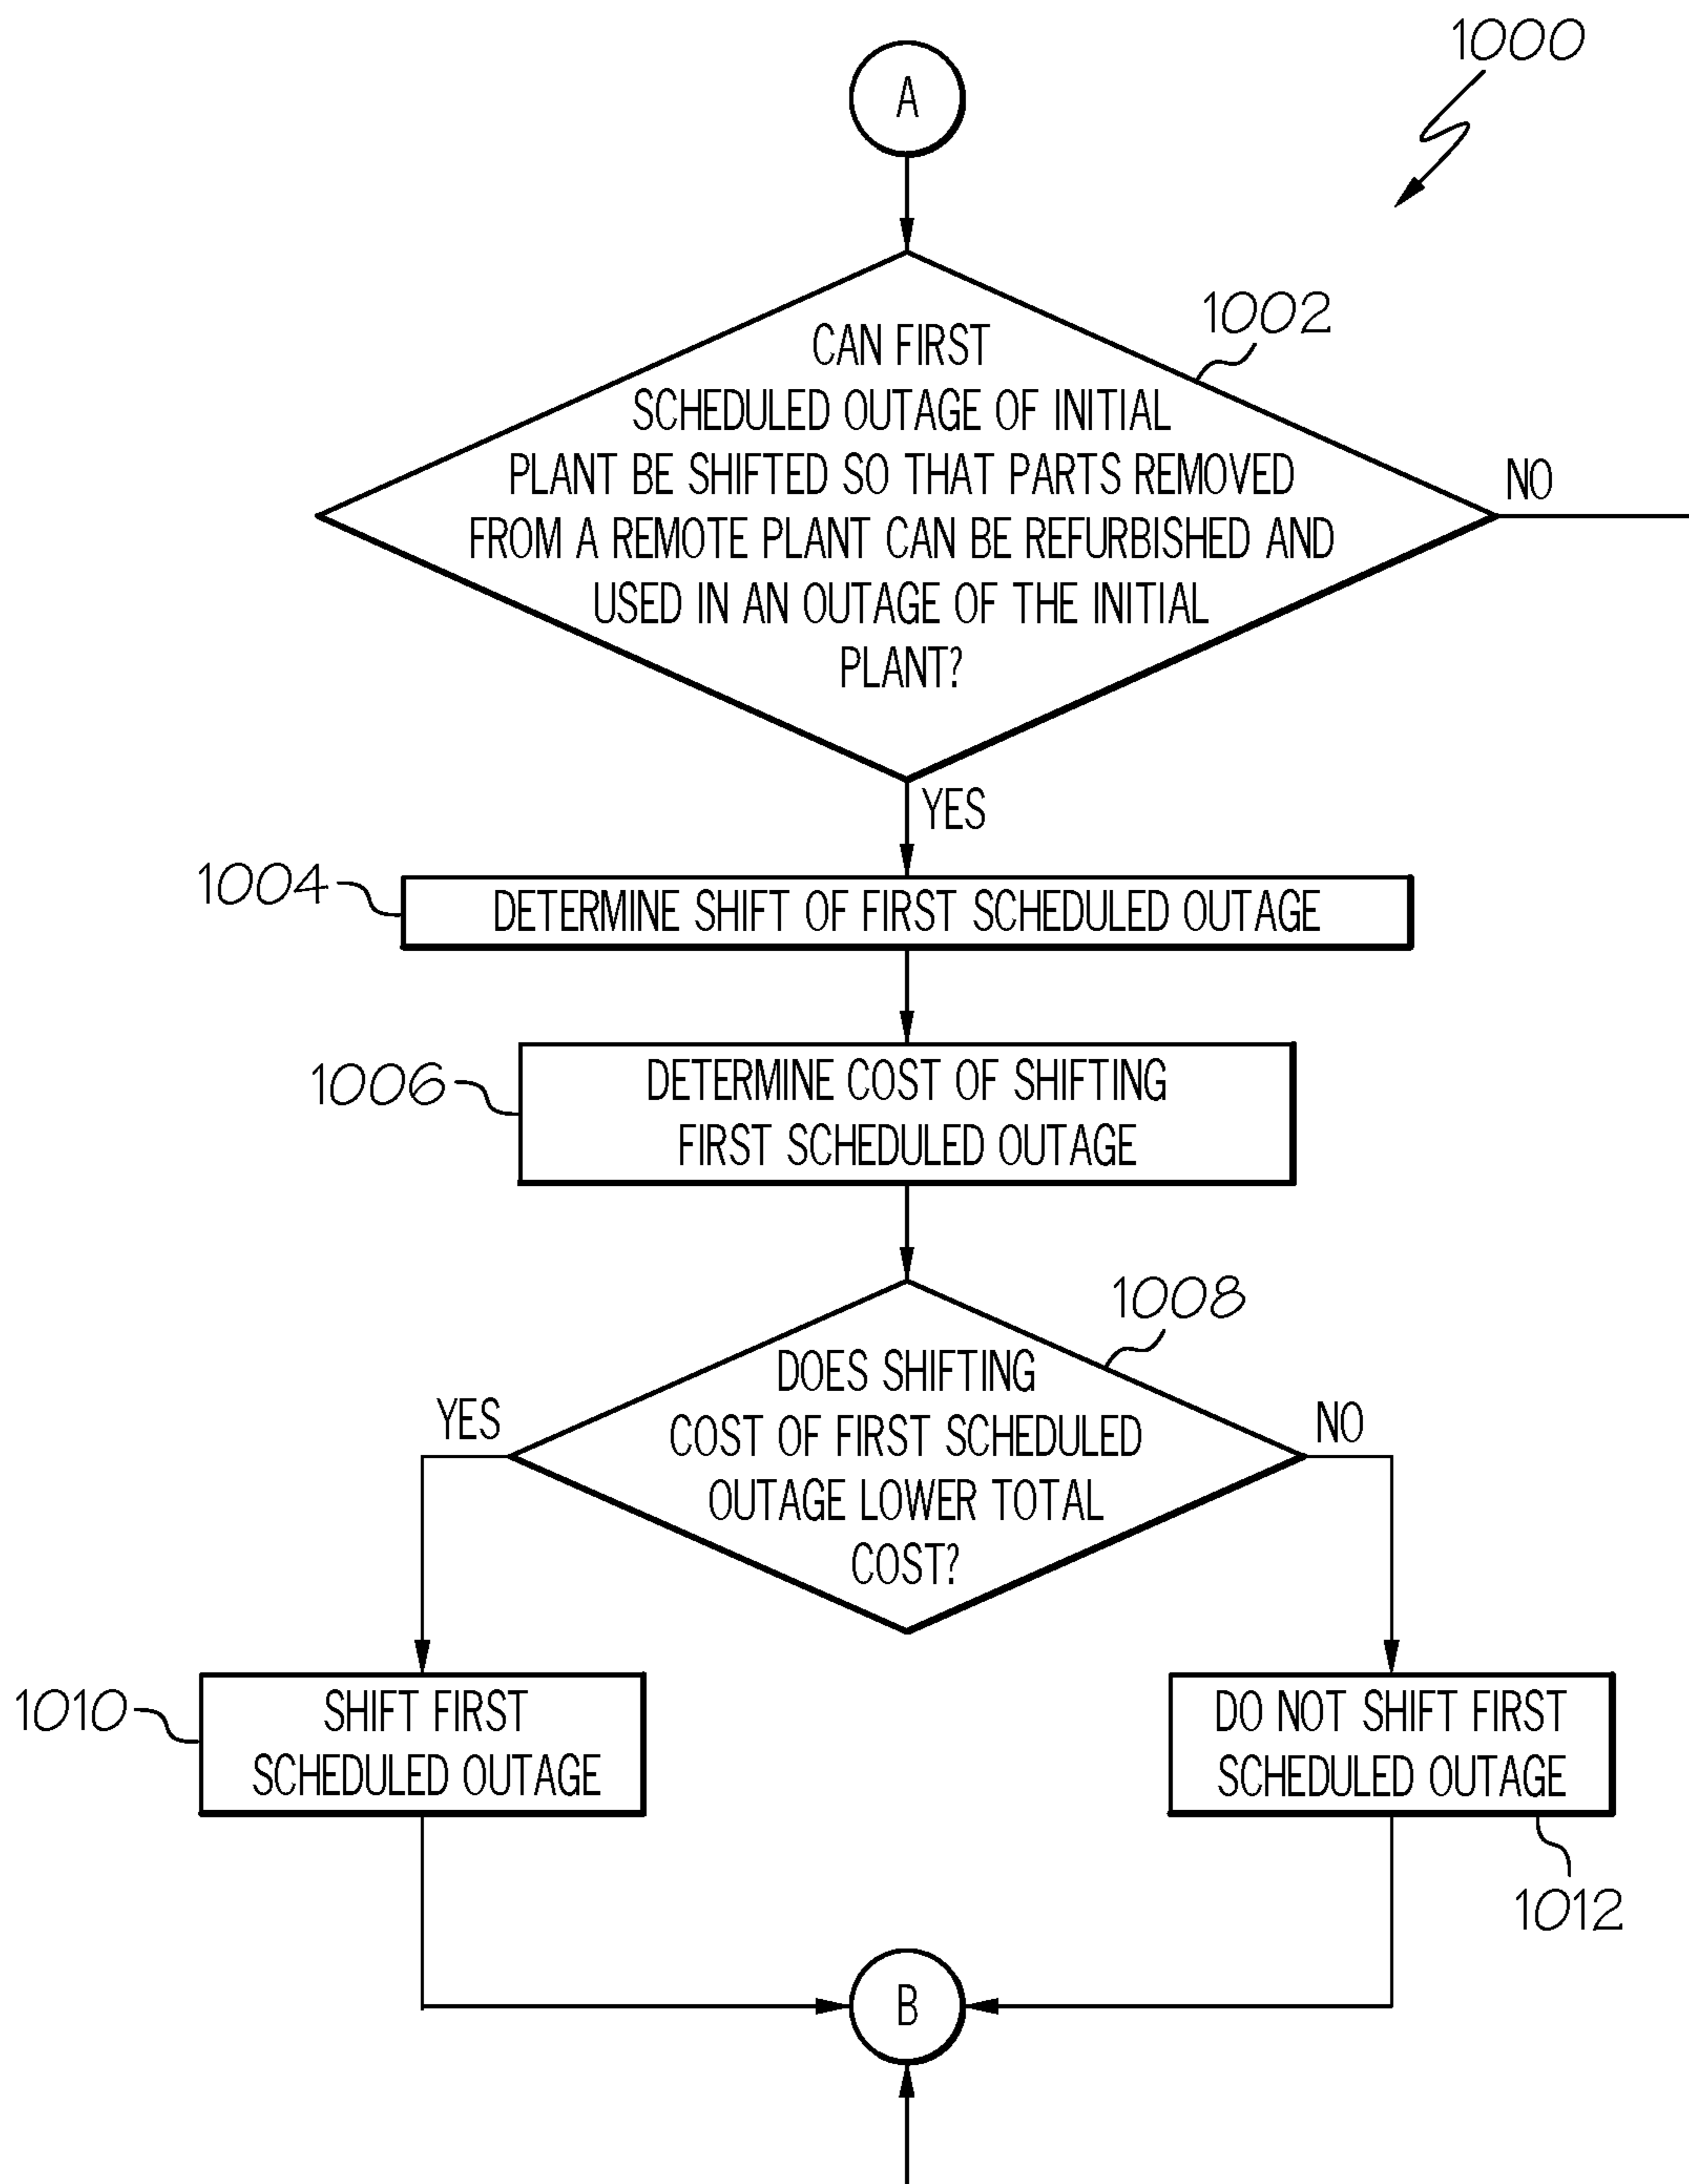 1000
A
1002
CAN FIRST
SCHEDULED OUTAGE OF INITIAL
PLANT BE SHIFTED SO THAT PARTS REMOVED
FROM A REMOTE PLANT CAN BE REFURBISHED AND
USED IN AN OUTAGE OF THE INITIAL
PLANT?
NO
YES
1004
DETERMINE SHIFT OF FIRST SCHEDULED OUTAGE
1006
DETERMINE COST OF SHIFTING
FIRST SCHEDULED OUTAGE
1008
DOES SHIFTING
COST OF FIRST SCHEDULED
OUTAGE LOWER TOTAL
COST?
YES
NO
1010
SHIFT FIRST
SCHEDULED OUTAGE
DO NOT SHIFT FIRST
SCHEDULED OUTAGE
1012
B